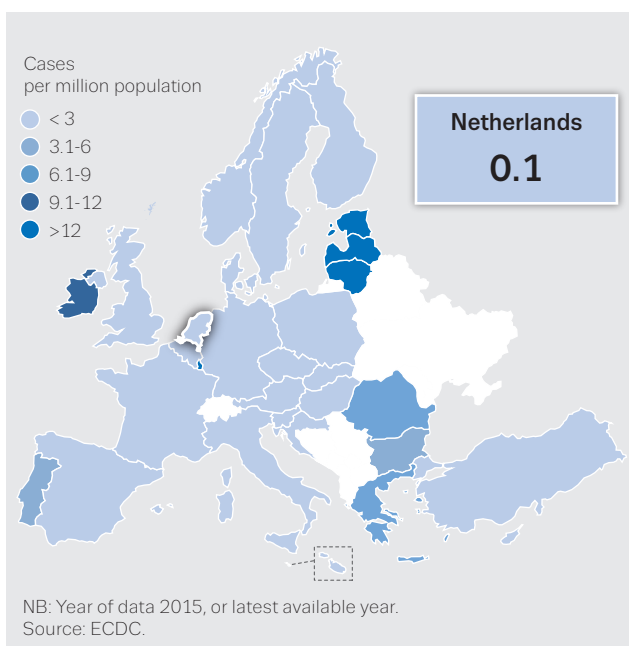 Cases
per million population
< 3
3.1-6
6.1-9
9.1-12
>12
Netherlands
0.1
NB: Year of data 2015, or latest available year.
Source: ECDC.